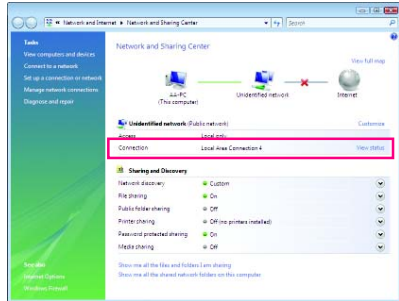 « Network and Internet ▸ Network and Sharing Center
Search
Tasks
View computers and devices
Connect to a network
Set up a connection or network
Manage network connections
Diagnose and repair
See also
Internet Options
Windows Firewall
Network and Sharing Center
View full map
AA-PC
(This computer)
Unidentified network
Internet
Unidentified network (Public network)
Customize
Access
Local only
Connection
Local Area Connection 4
View status
Sharing and Discovery
Network discovery
Custom
File sharing
On
Public folder sharing
Off
Printer sharing
Off (no printers installed)
Password protected sharing
On
Media sharing
Off
Show me all the files and folders I am sharing
Show me all the shared network folders on this computer